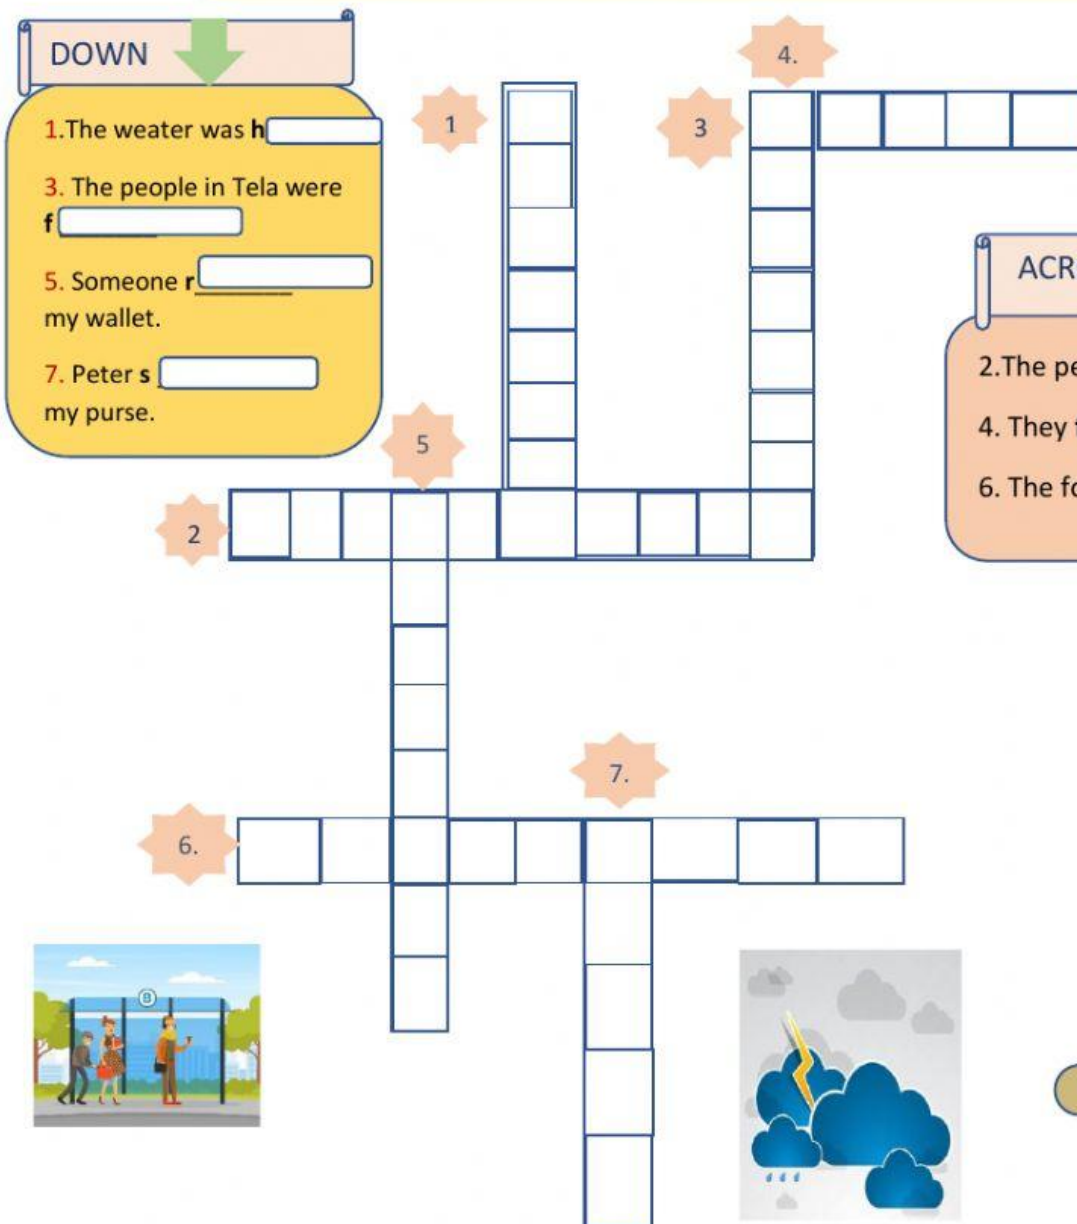 DOWN
1.The weater was h
3. The people in Tela were
f
5. Someone r
my wallet.
7. Peter s
my purse.
1
4.
3
ACR
2.The pe
4. They
6. The fo
5
2
7.
6.
B